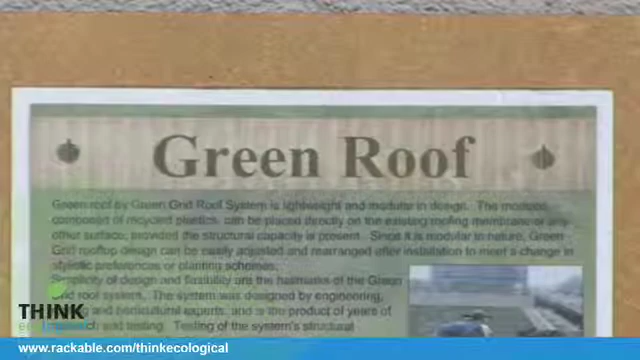 Green Roof
Green roof by Green Grid Roof System is lightweight and modular in design. The modules,
composed of recycled plastics, can be placed directly on the existing roofing membrane or any
other surface, provided the structural capacity is present. Since it is modular in nature, Green
Grid rooftop design can be easily adjusted and rearranged after installation to meet a change in
stylistic preferences or planting schemes.
Simplicity of design and flexibility are the hallmarks of the Green
Grid roof system. The system was designed by engineering,
and horticultural experts, and is the product of years of
and testing. Testing of the system's structural
THINK
www.rackable.com/thinkecological